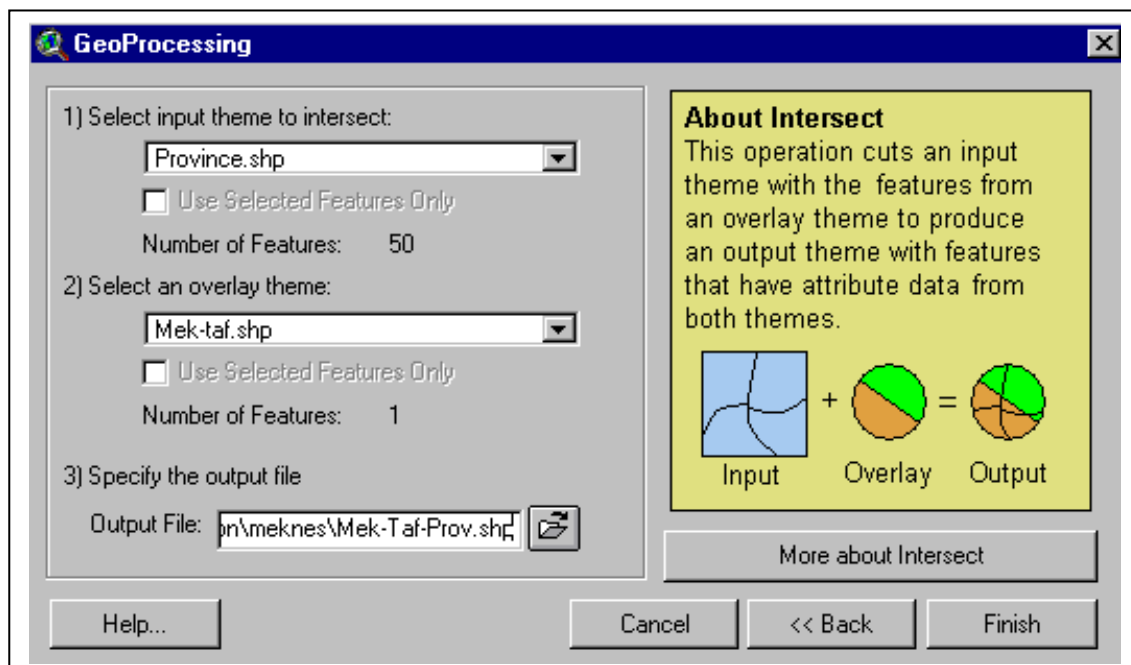 GeoProcessing
1) Select input theme to intersect:
Province.shp
Use Selected Features Only
Number of Features: 50
2) Select an overlay theme:
Mek-taf.shp
Use Selected Features Only
Number of Features: 1
3) Specify the output file
Output File: on\meknes\Mek-Taf-Prov.shp
About Intersect
This operation cuts an input
theme with the features from
an overlay theme to produce
an output theme with features
that have attribute data from
both themes.
+ =
Input Overlay Output
More about Intersect
Help... Cancel << Back Finish